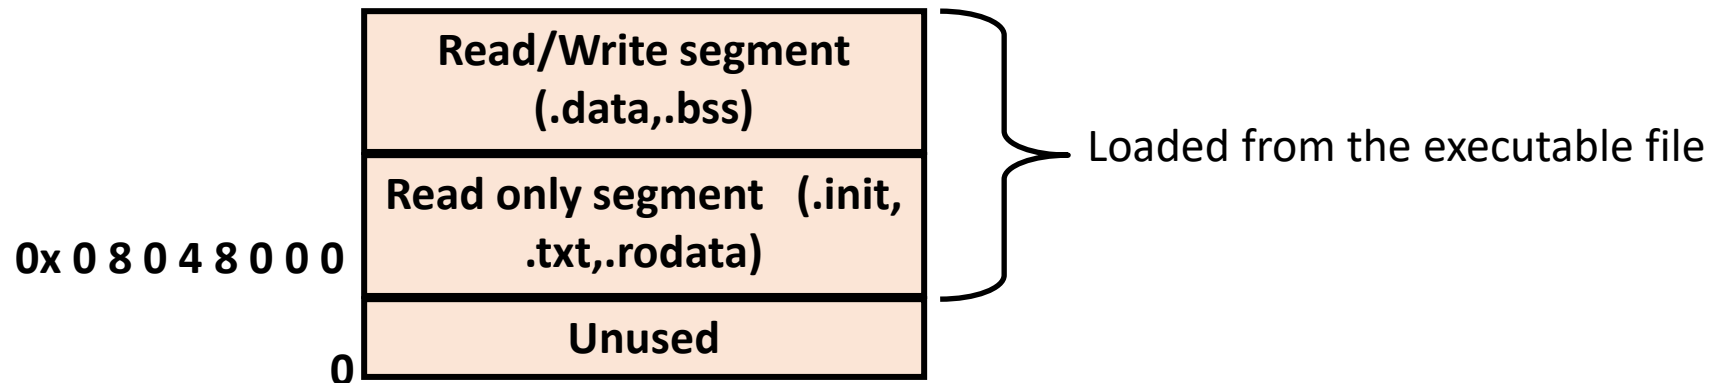 Read/Write segment
(.data,.bss)
Loaded from the executable file
Read only segment (.init,
.txt,.rodata)
0x 0 8 0 4 8 0 0 0
Unused
0